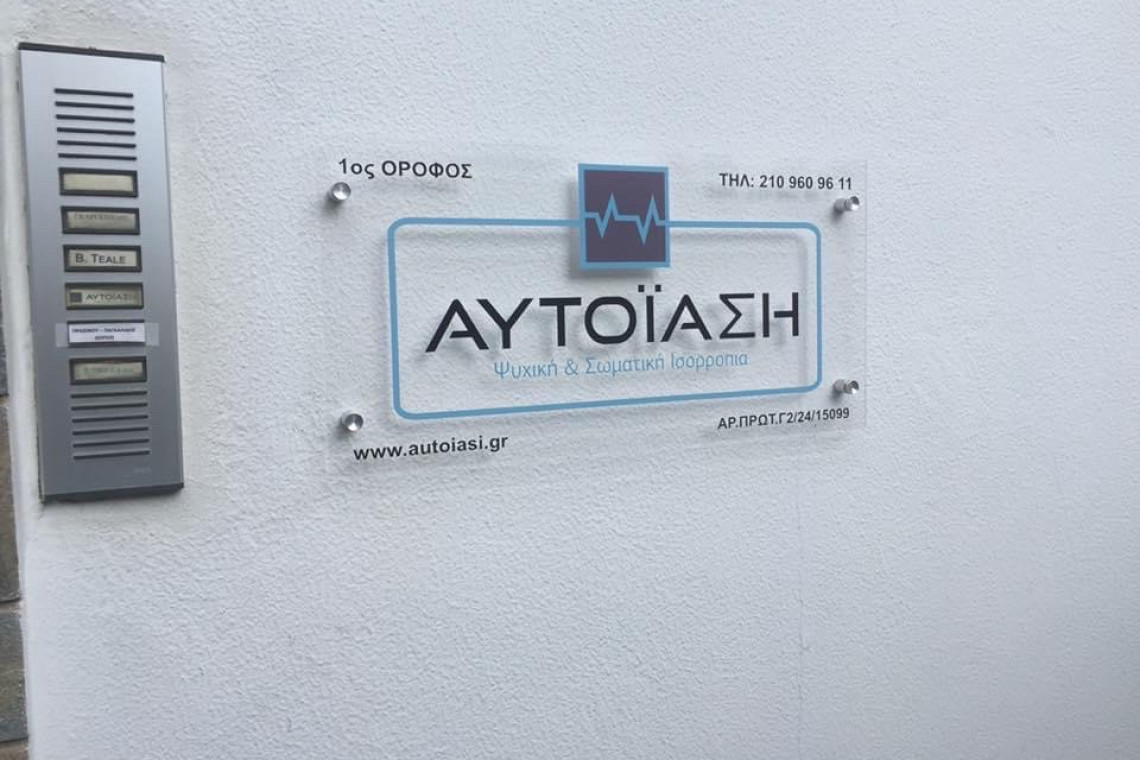 B. TEALE
ΑΥΤΟΪΑΣΗ
1ος ΟΡΟΦΟΣ
ΤΗΛ: 210 960 96 11
ΑΥΤΟΪΑΣΗ
Ψυχική & Σωματική Ισορροπια
www.autoiasi.gr
ΑΡ.ΠΡΩΤ.Γ2/24/15099